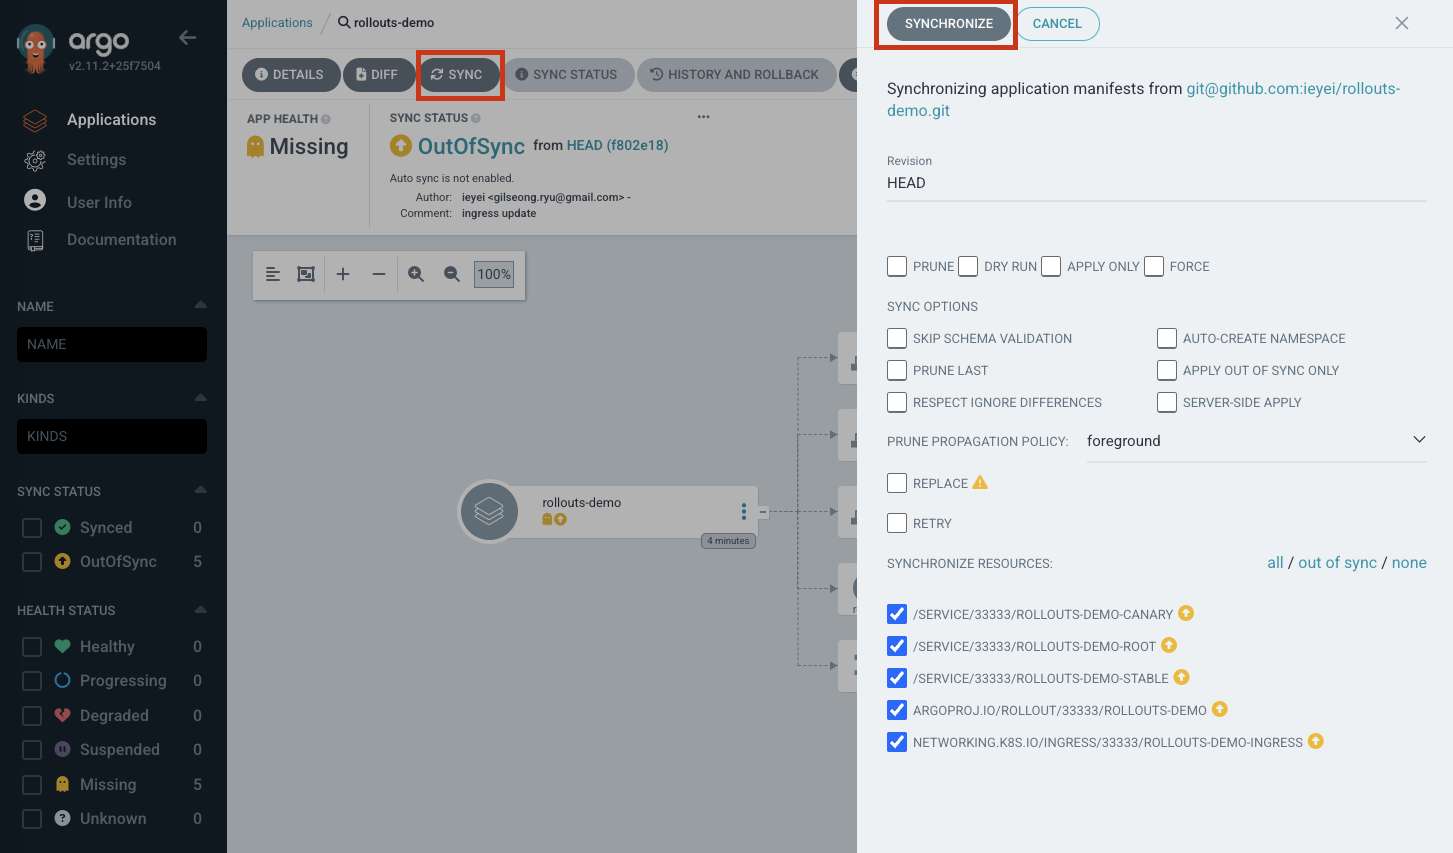 argo
v2.11.2+25f7504
Applications
Settings
User Info
Documentation
NAME
NAME
KINDS
KINDS
SYNC STATUS
Synced 0
OutOfSync 5
HEALTH STATUS
Healthy 0
Progressing 0
Degraded 0
Suspended 0
Missing 5
Unknown 0
Applications / rollouts-demo
DETAILS DIFF SYNC SYNC STATUS HISTORY AND ROLLBACK
APP HEALTH
Missing
SYNC STATUS
OutOfSync from HEAD (f802e18)
Auto sync is not enabled.
Author: ieyei <gilseong.ryu@gmail.com> -
Comment: ingress update
100%
rollouts-demo
4 minutes
SYNCHRONIZE CANCEL
Synchronizing application manifests from git@github.com:ieyei/rollouts-
demo.git
Revision
HEAD
PRUNE DRY RUN APPLY ONLY FORCE
SYNC OPTIONS
SKIP SCHEMA VALIDATION AUTO-CREATE NAMESPACE
PRUNE LAST APPLY OUT OF SYNC ONLY
RESPECT IGNORE DIFFERENCES SERVER-SIDE APPLY
PRUNE PROPAGATION POLICY: foreground
REPLACE
RETRY
SYNCHRONIZE RESOURCES: all / out of sync / none
/SERVICE/33333/ROLLOUTS-DEMO-CANARY
/SERVICE/33333/ROLLOUTS-DEMO-ROOT
/SERVICE/33333/ROLLOUTS-DEMO-STABLE
ARGOPROJ.IO/ROLLOUT/33333/ROLLOUTS-DEMO
NETWORKING.K8S.IO/INGRESS/33333/ROLLOUTS-DEMO-INGRESS